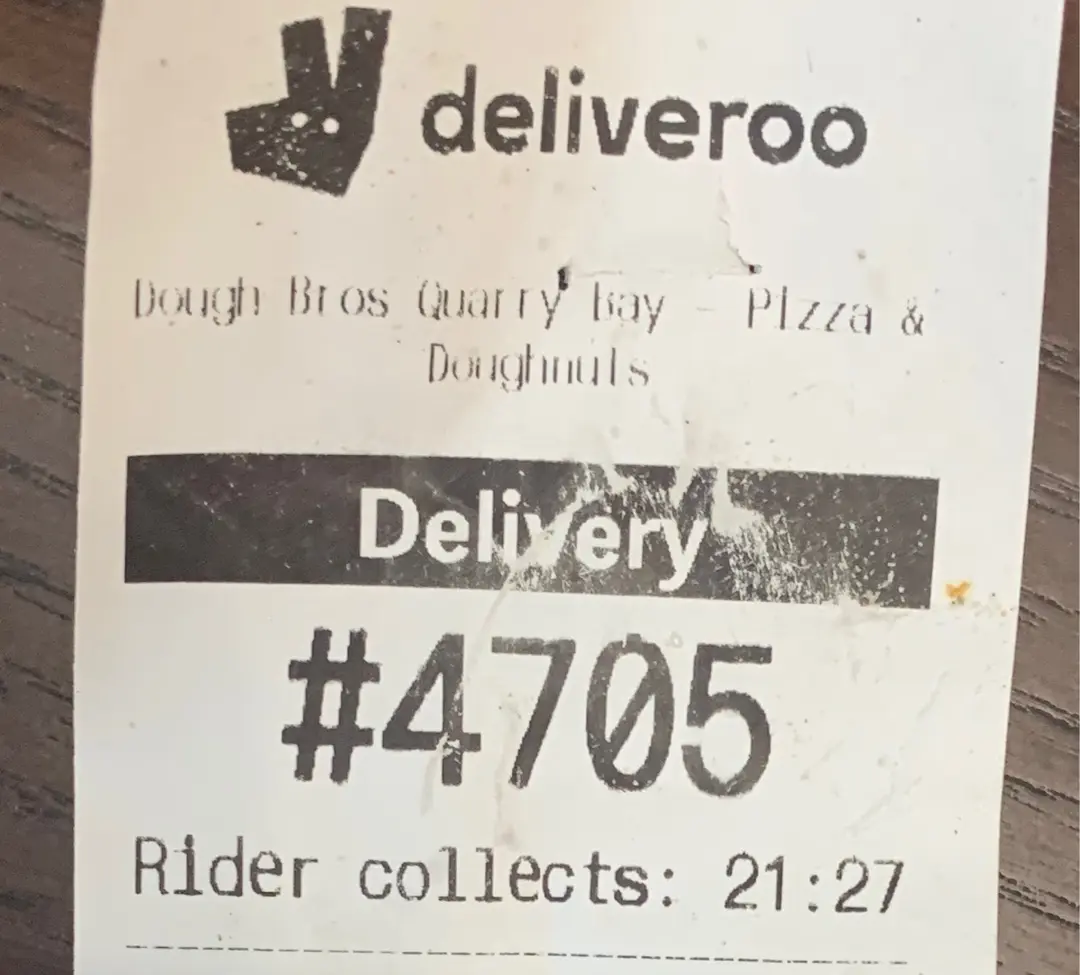 deliveroo
Dough Bros Quarry Bay - Pizza &
Doughnuts
Delivery
#4705
Rider collects: 21:27